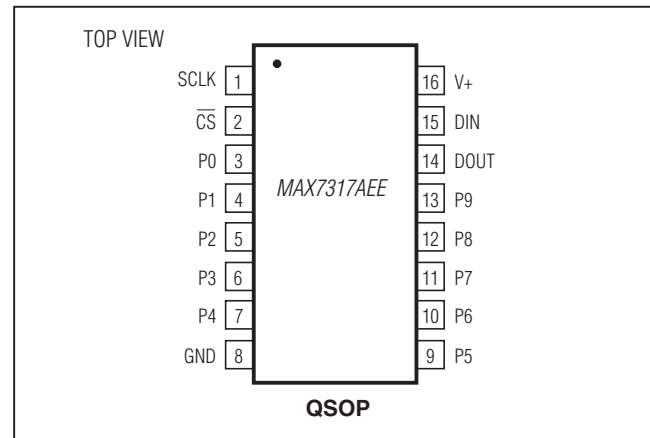 TOP VIEW
SCLK 1 16 V+
C̅S̅ 2 15 DIN
P0 3 14 DOUT
P1 4 MAX7317AEE 13 P9
P2 5 12 P8
P3 6 11 P7
P4 7 10 P6
GND 8 9 P5
QSOP